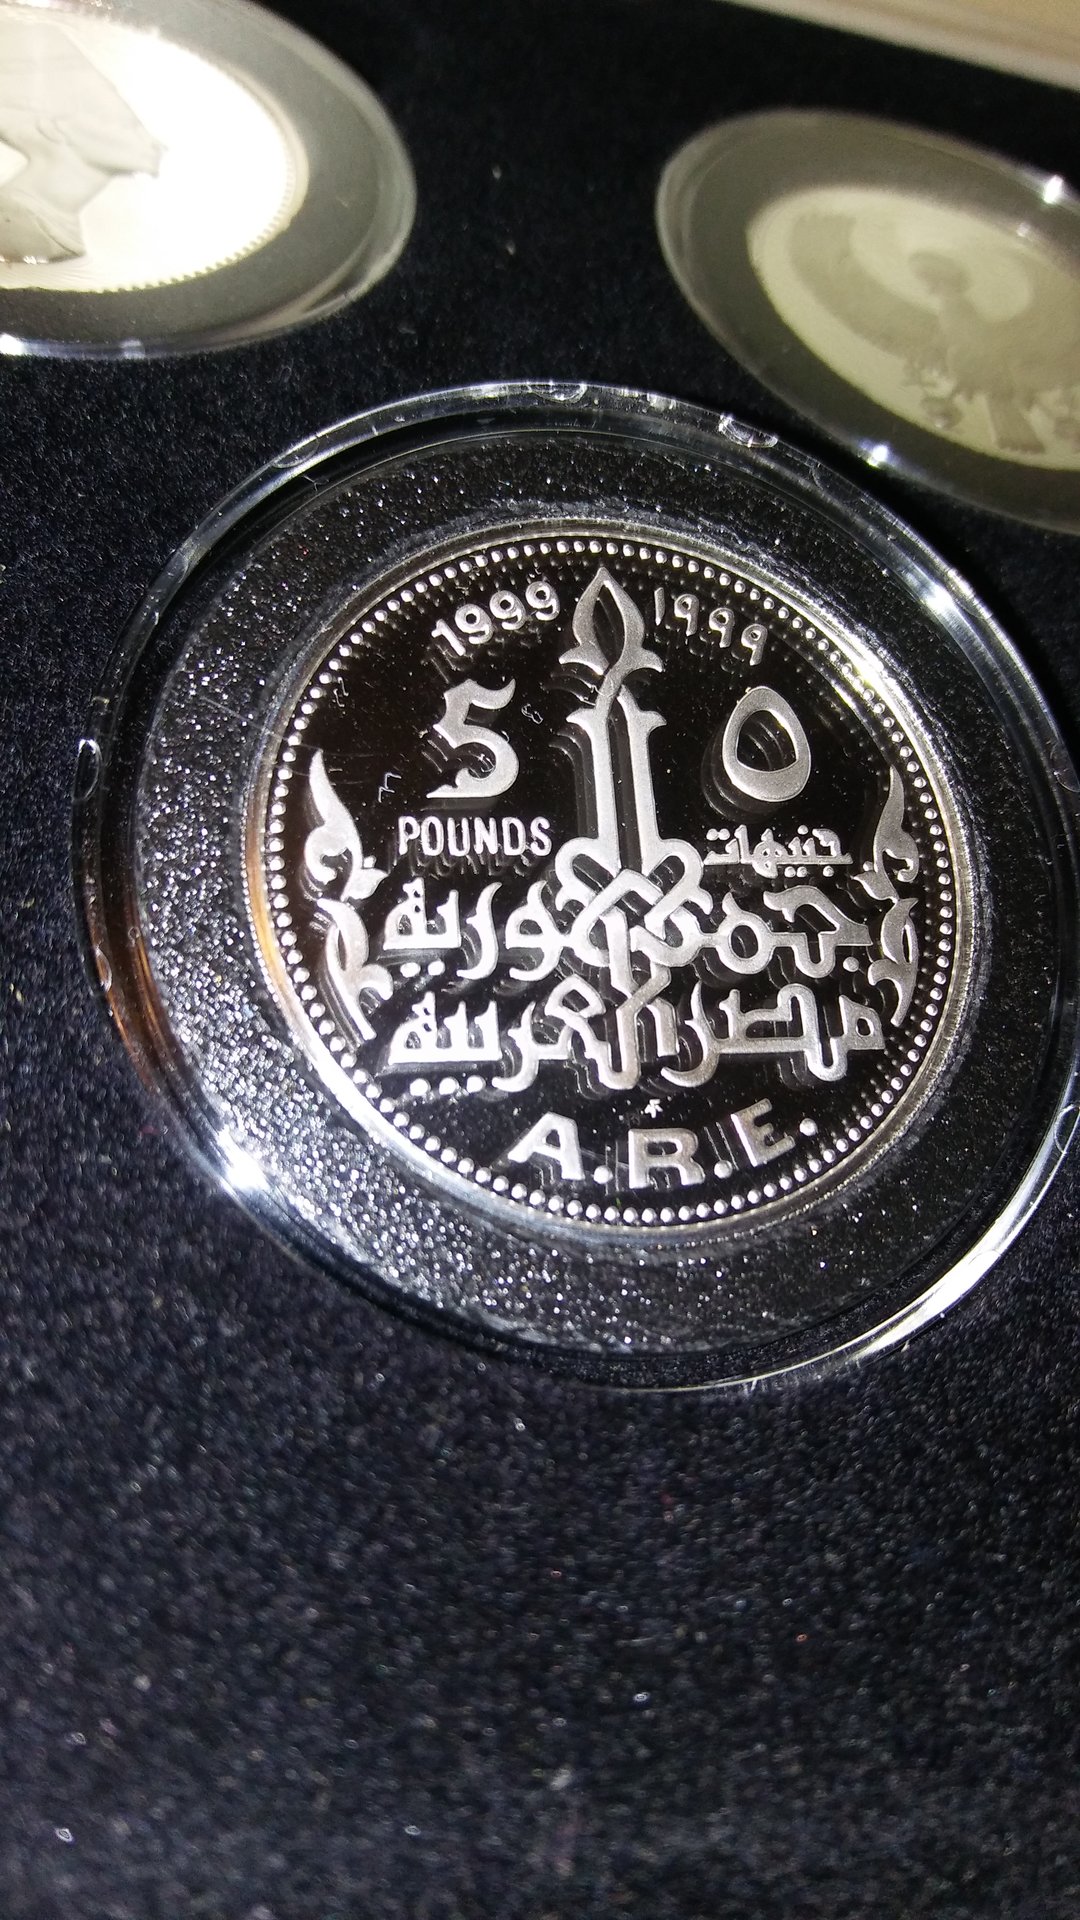 1999 ١٩٩٩
5 ٥
POUNDS جنيهات
جمهورية
مصر العربية
A.R.E.